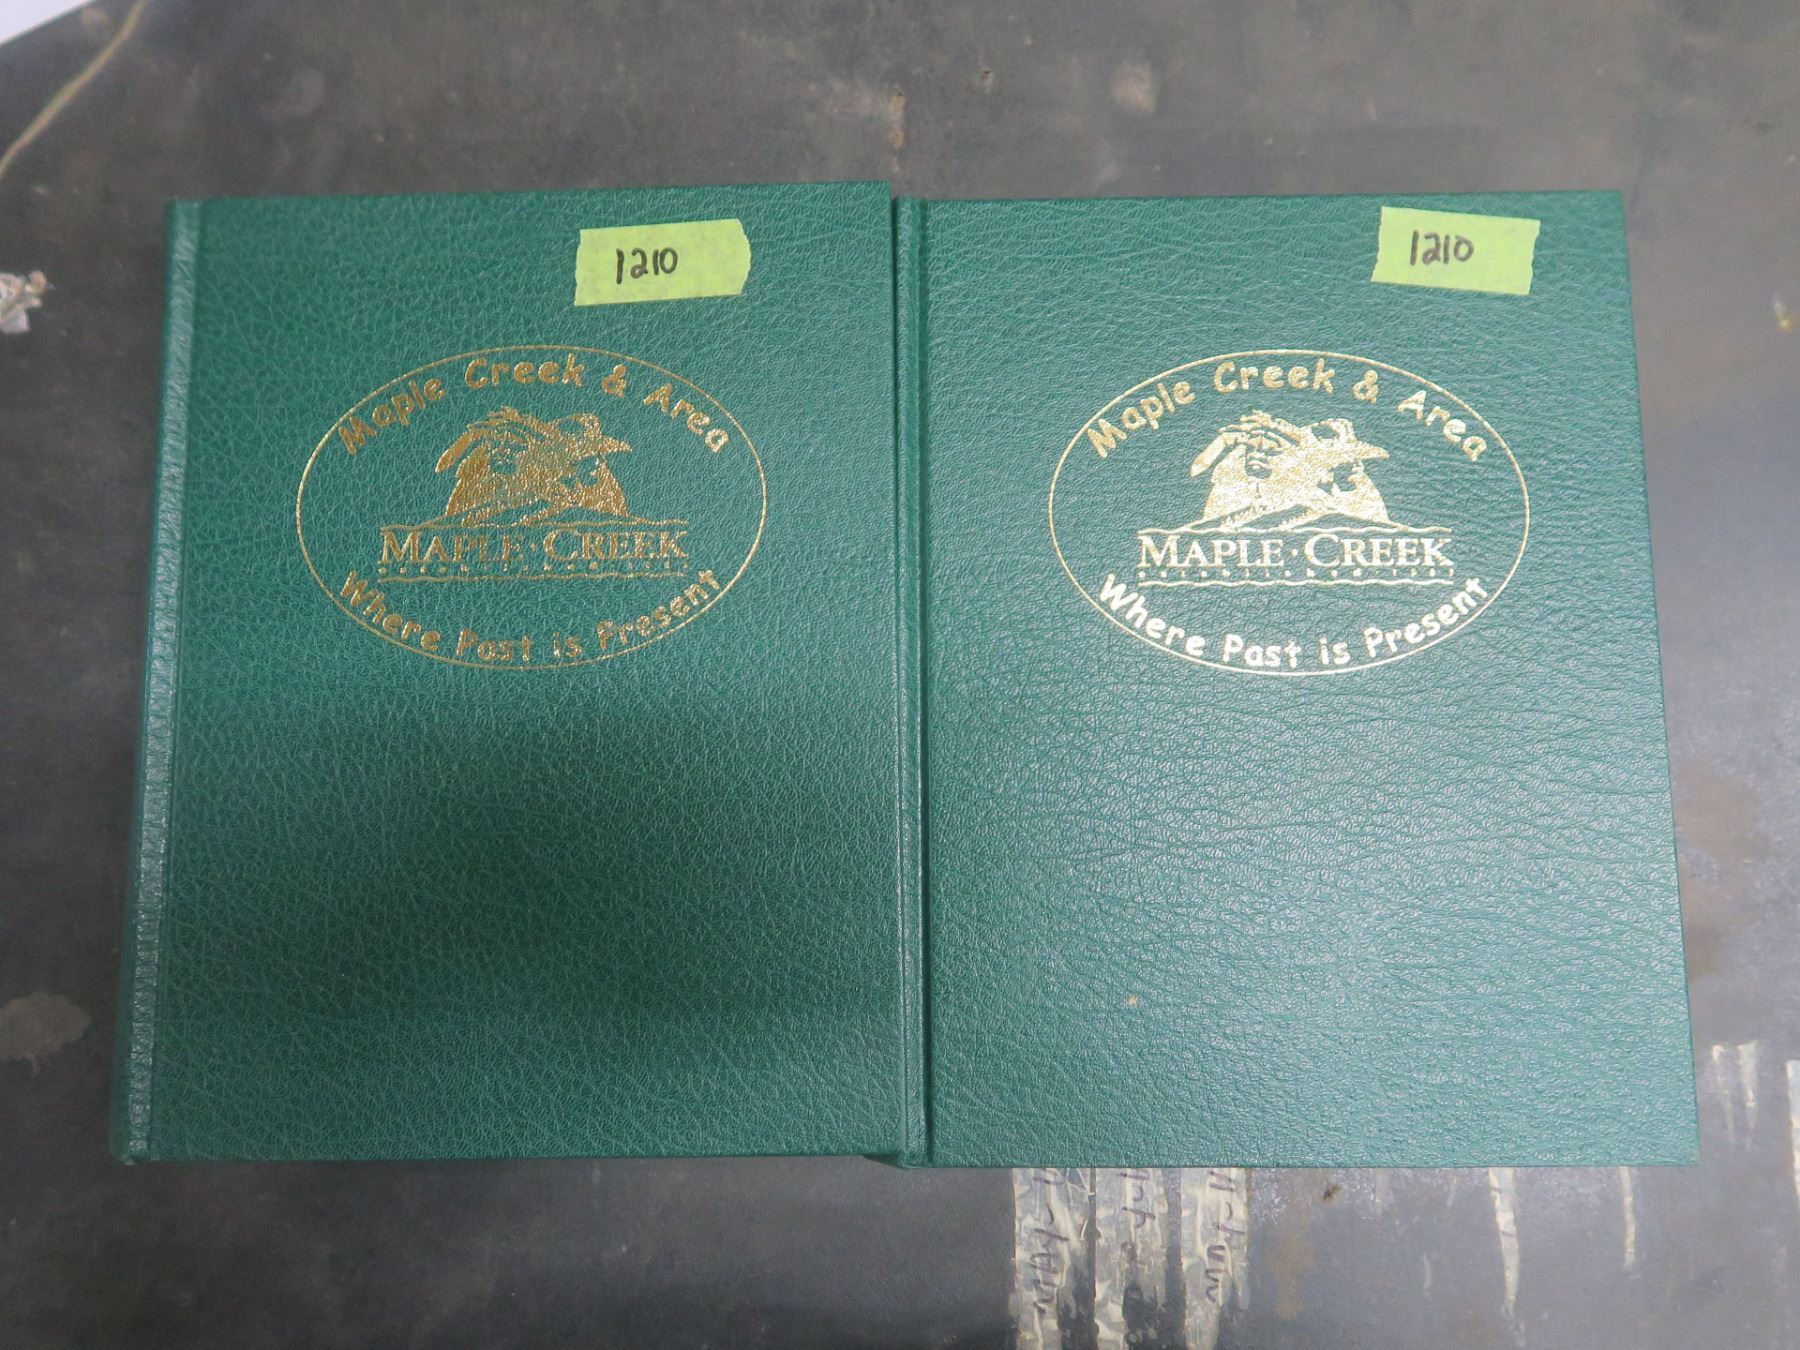 1210
Maple Creek & Area
MAPLE · CREEK
Where Past is Present
1210
Maple Creek & Area
MAPLE · CREEK
Where Past is Present